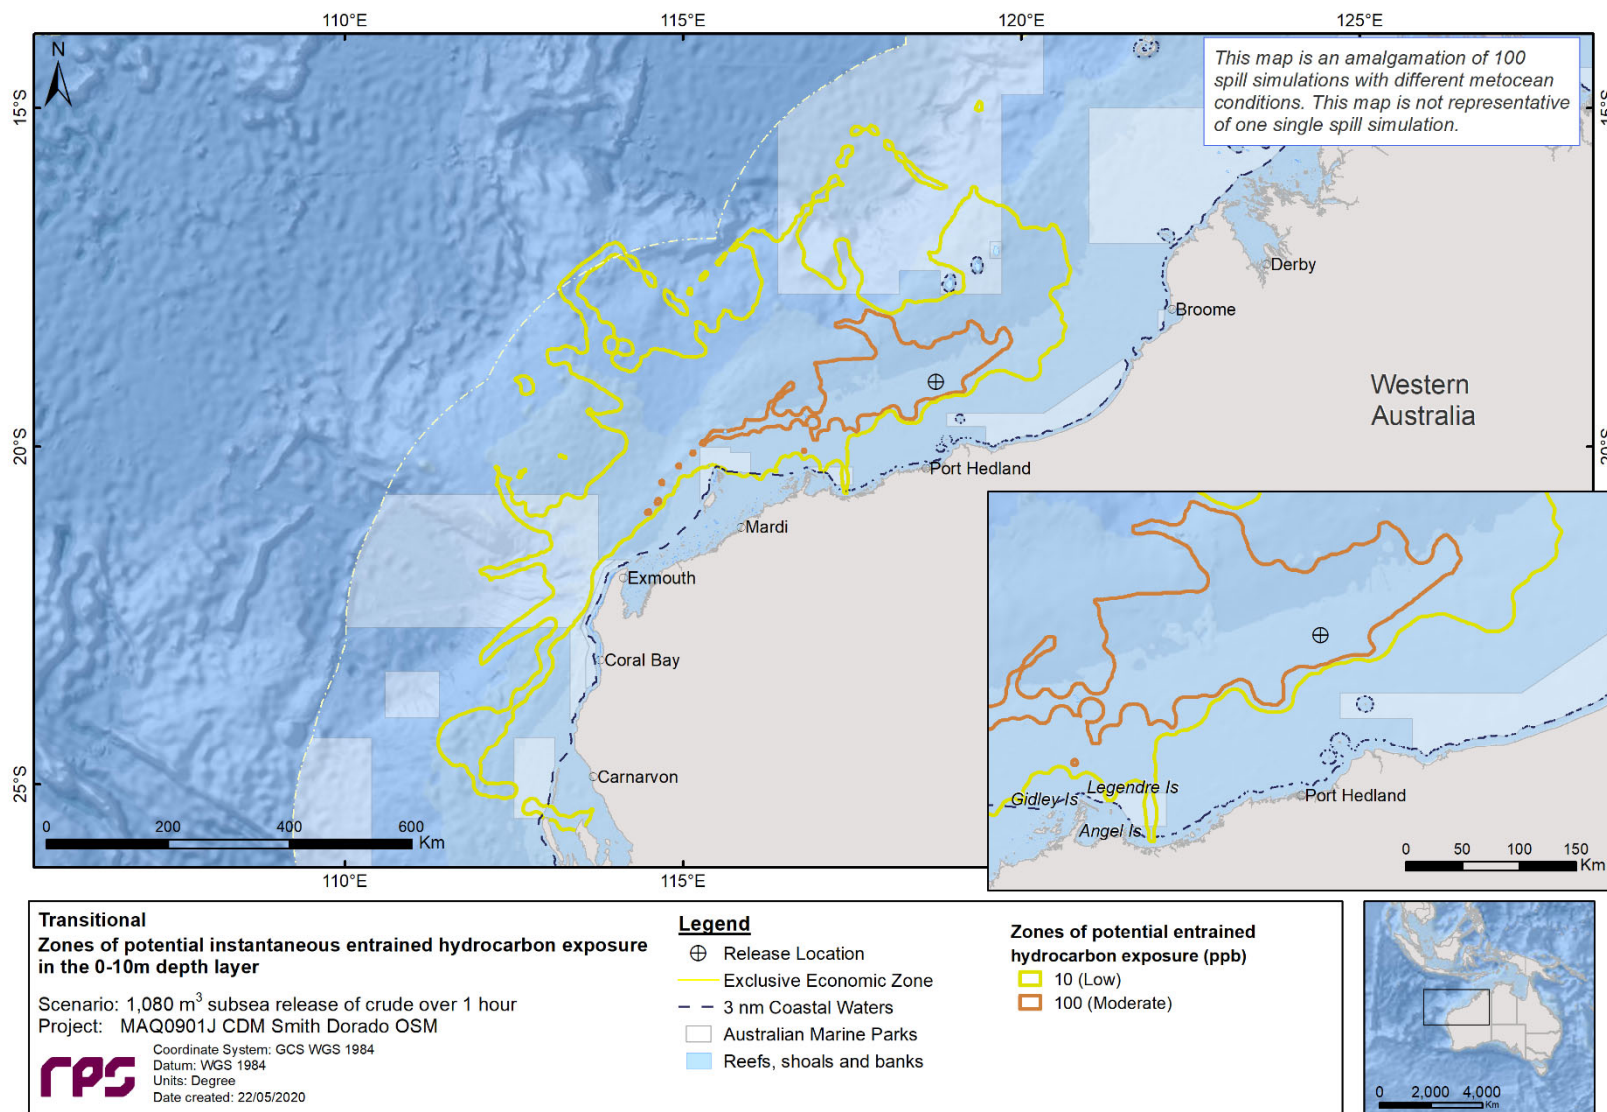 110°E
115°E
120°E
125°E
N
This map is an amalgamation of 100
spill simulations with different metocean
conditions. This map is not representative
of one single spill simulation.
15°S
15°S
Derby
Broome
Western
Australia
20°S
20°S
Port Hedland
Mardi
Exmouth
Coral Bay
Carnarvon
25°S
0 200 400 600
Km
Legendre Is
Gidley Is
Port Hedland
Angel Is
0 50 100 150
Km
110°E
115°E
Transitional
Zones of potential instantaneous entrained hydrocarbon exposure
in the 0-10m depth layer
Scenario: 1,080 m³ subsea release of crude over 1 hour
Project: MAQ0901J CDM Smith Dorado OSM
rps
Coordinate System: GCS WGS 1984
Datum: WGS 1984
Units: Degree
Date created: 22/05/2020
Legend
Release Location
Exclusive Economic Zone
3 nm Coastal Waters
Australian Marine Parks
Reefs, shoals and banks
Zones of potential entrained
hydrocarbon exposure (ppb)
10 (Low)
100 (Moderate)
0 2,000 4,000
Km